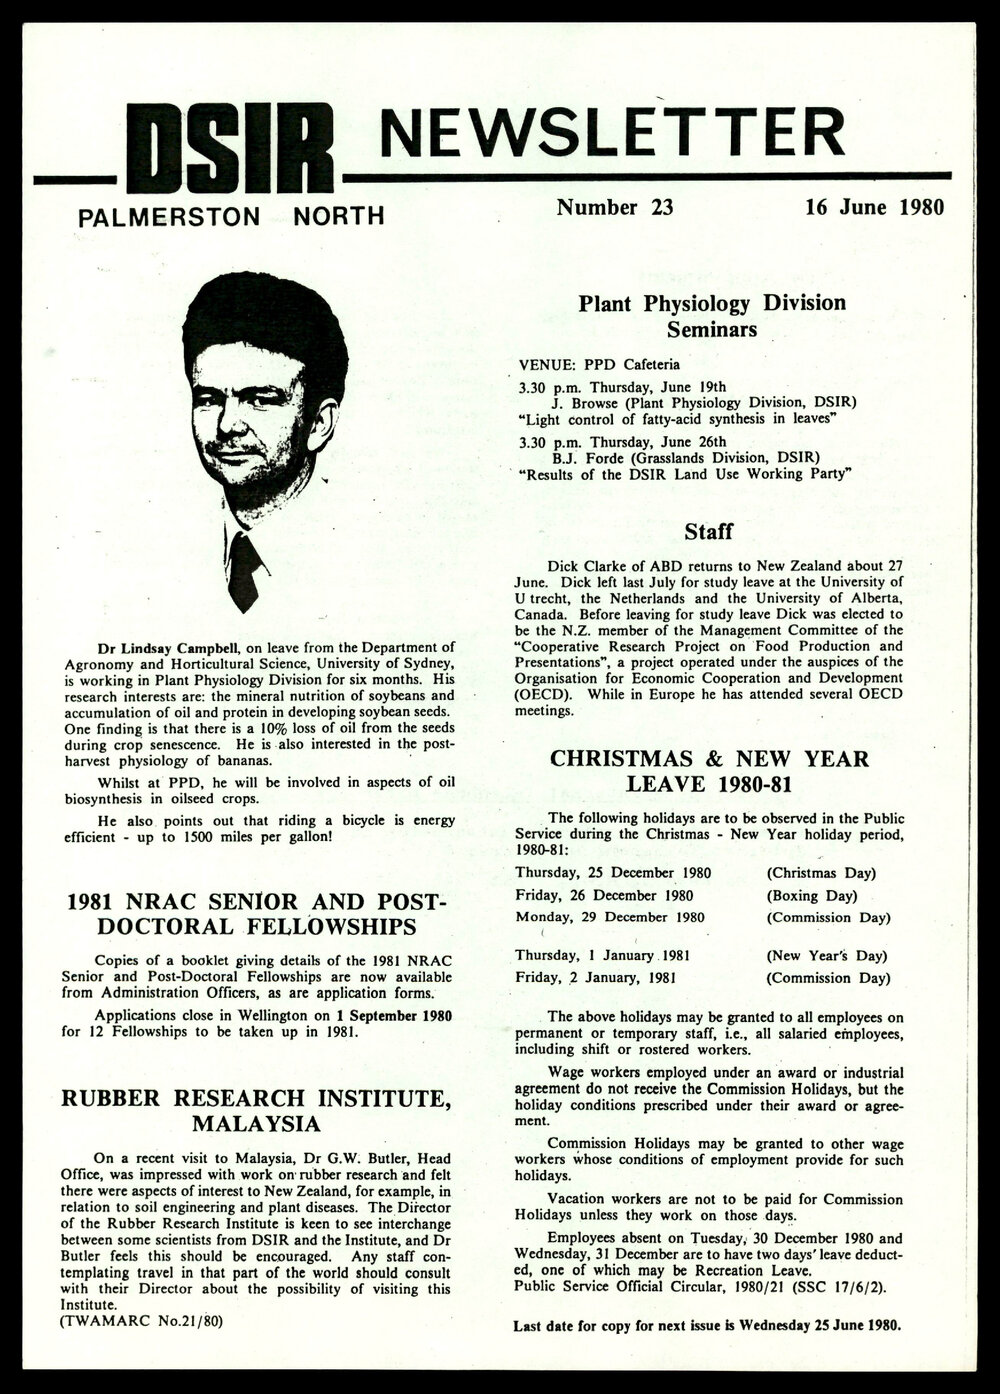 DSIR NEWSLETTER
PALMERSTON NORTH
Number 23 16 June 1980
Dr Lindsay Campbell, on leave from the Department of
Agronomy and Horticultural Science, University of Sydney,
is working in Plant Physiology Division for six months. His
research interests are: the mineral nutrition of soybeans and
accumulation of oil and protein in developing soybean seeds.
One finding is that there is a 10% loss of oil from the seeds
during crop senescence. He is also interested in the post-
harvest physiology of bananas.
Whilst at PPD, he will be involved in aspects of oil
biosynthesis in oilseed crops.
He also points out that riding a bicycle is energy
efficient - up to 1500 miles per gallon!
1981 NRAC SENIOR AND POST-
DOCTORAL FELLOWSHIPS
Copies of a booklet giving details of the 1981 NRAC
Senior and Post-Doctoral Fellowships are now available
from Administration Officers, as are application forms.
Applications close in Wellington on 1 September 1980
for 12 Fellowships to be taken up in 1981.
RUBBER RESEARCH INSTITUTE,
MALAYSIA
On a recent visit to Malaysia, Dr G.W. Butler, Head
Office, was impressed with work on rubber research and felt
there were aspects of interest to New Zealand, for example, in
relation to soil engineering and plant diseases. The Director
of the Rubber Research Institute is keen to see interchange
between some scientists from DSIR and the Institute, and Dr
Butler feels this should be encouraged. Any staff con-
templating travel in that part of the world should consult
with their Director about the possibility of visiting this
Institute.
(TWAMARC No.21/80)
Plant Physiology Division
Seminars
VENUE: PPD Cafeteria
3.30 p.m. Thursday, June 19th
J. Browse (Plant Physiology Division, DSIR)
“Light control of fatty-acid synthesis in leaves”
3.30 p.m. Thursday, June 26th
B.J. Forde (Grasslands Division, DSIR)
“Results of the DSIR Land Use Working Party”
Staff
Dick Clarke of ABD returns to New Zealand about 27
June. Dick left last July for study leave at the University of
U trecht, the Netherlands and the University of Alberta,
Canada. Before leaving for study leave Dick was elected to
be the N.Z. member of the Management Committee of the
“Cooperative Research Project on Food Production and
Presentations”, a project operated under the auspices of the
Organisation for Economic Cooperation and Development
(OECD). While in Europe he has attended several OECD
meetings.
CHRISTMAS & NEW YEAR
LEAVE 1980-81
The following holidays are to be observed in the Public
Service during the Christmas - New Year holiday period,
1980-81:
Thursday, 25 December 1980 (Christmas Day)
Friday, 26 December 1980 (Boxing Day)
Monday, 29 December 1980 (Commission Day)
Thursday, 1 January 1981 (New Year's Day)
Friday, 2 January, 1981 (Commission Day)
The above holidays may be granted to all employees on
permanent or temporary staff, i.e., all salaried employees,
including shift or rostered workers.
Wage workers employed under an award or industrial
agreement do not receive the Commission Holidays, but the
holiday conditions prescribed under their award or agree-
ment.
Commission Holidays may be granted to other wage
workers whose conditions of employment provide for such
holidays.
Vacation workers are not to be paid for Commission
Holidays unless they work on those days.
Employees absent on Tuesday, 30 December 1980 and
Wednesday, 31 December are to have two days' leave deduct-
ed, one of which may be Recreation Leave.
Public Service Official Circular, 1980/21 (SSC 17/6/2).
Last date for copy for next issue is Wednesday 25 June 1980.